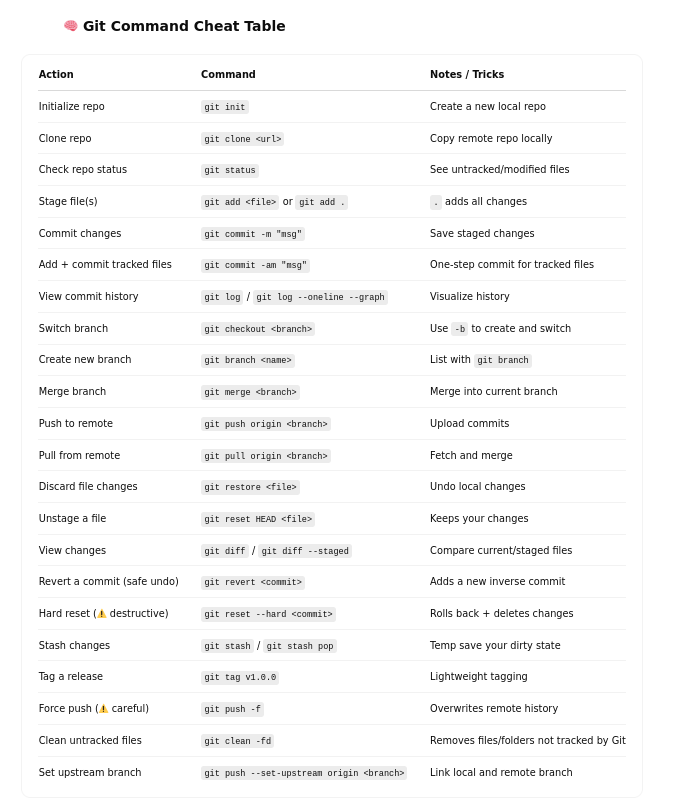 🧠 Git Command Cheat Table
Action Command Notes / Tricks
Initialize repo git init Create a new local repo
Clone repo git clone <url> Copy remote repo locally
Check repo status git status See untracked/modified files
Stage file(s) git add <file> or git add . . adds all changes
Commit changes git commit -m "msg" Save staged changes
Add + commit tracked files git commit -am "msg" One-step commit for tracked files
View commit history git log / git log --oneline --graph Visualize history
Switch branch git checkout <branch> Use -b to create and switch
Create new branch git branch <name> List with git branch
Merge branch git merge <branch> Merge into current branch
Push to remote git push origin <branch> Upload commits
Pull from remote git pull origin <branch> Fetch and merge
Discard file changes git restore <file> Undo local changes
Unstage a file git reset HEAD <file> Keeps your changes
View changes git diff / git diff --staged Compare current/staged files
Revert a commit (safe undo) git revert <commit> Adds a new inverse commit
Hard reset (⚠️ destructive) git reset --hard <commit> Rolls back + deletes changes
Stash changes git stash / git stash pop Temp save your dirty state
Tag a release git tag v1.0.0 Lightweight tagging
Force push (⚠️ careful) git push -f Overwrites remote history
Clean untracked files git clean -fd Removes files/folders not tracked by Git
Set upstream branch git push --set-upstream origin <branch> Link local and remote branch